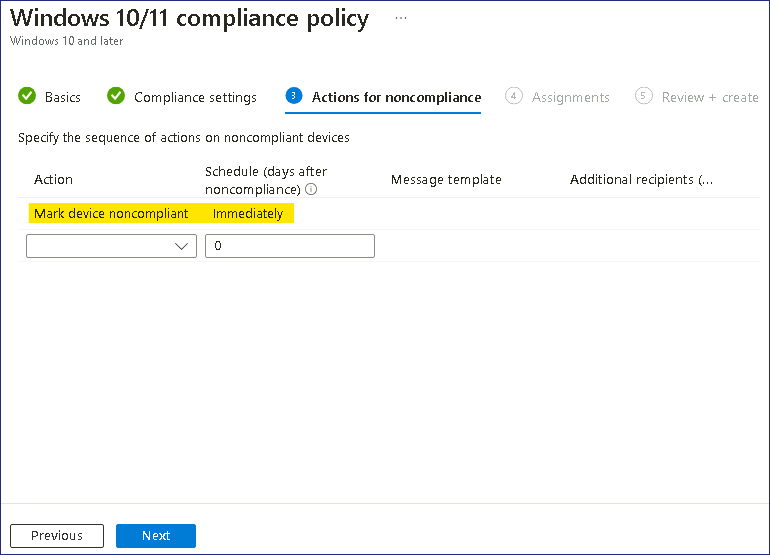 Windows 10/11 compliance policy ...
Windows 10 and later
Basics Compliance settings 3 Actions for noncompliance 4 Assignments 5 Review + create
Specify the sequence of actions on noncompliant devices
Action Schedule (days after noncompliance) Message template Additional recipients (...
Mark device noncompliant Immediately
0
Previous Next